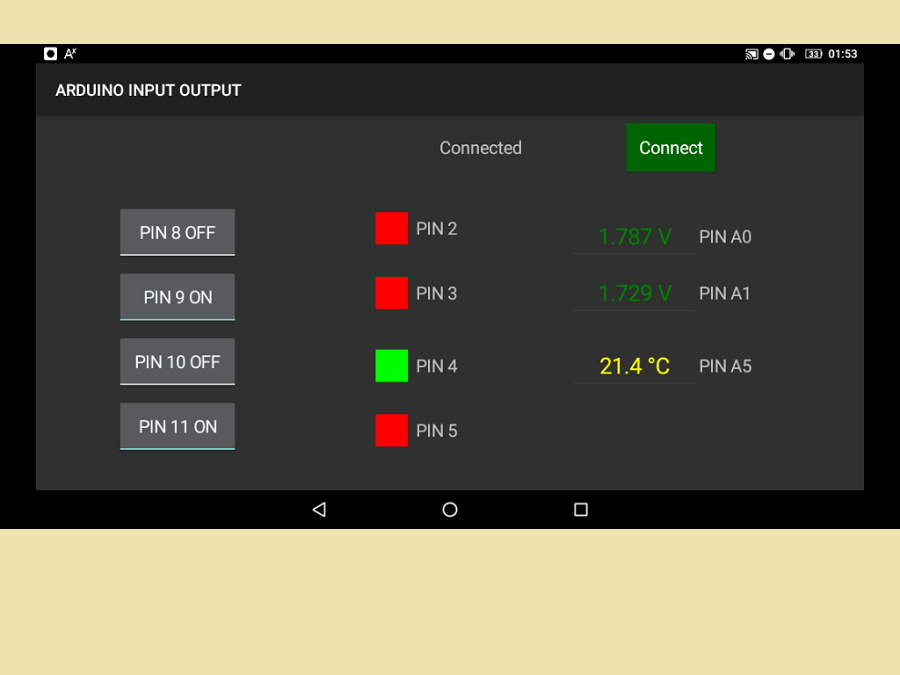 33 01:53
ARDUINO INPUT OUTPUT
Connected Connect
PIN 8 OFF PIN 2 1.787 V PIN A0
PIN 9 ON PIN 3 1.729 V PIN A1
PIN 10 OFF PIN 4 21.4 °C PIN A5
PIN 11 ON PIN 5